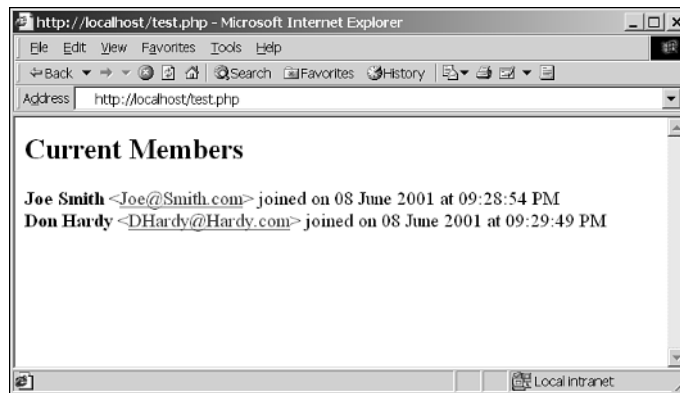 http://localhost/test.php - Microsoft Internet Explorer
File Edit View Favorites Tools Help
Back Search Favorites History
Address http://localhost/test.php
Current Members
Joe Smith <Joe@Smith.com> joined on 08 June 2001 at 09:28:54 PM
Don Hardy <DHardy@Hardy.com> joined on 08 June 2001 at 09:29:49 PM
Local intranet